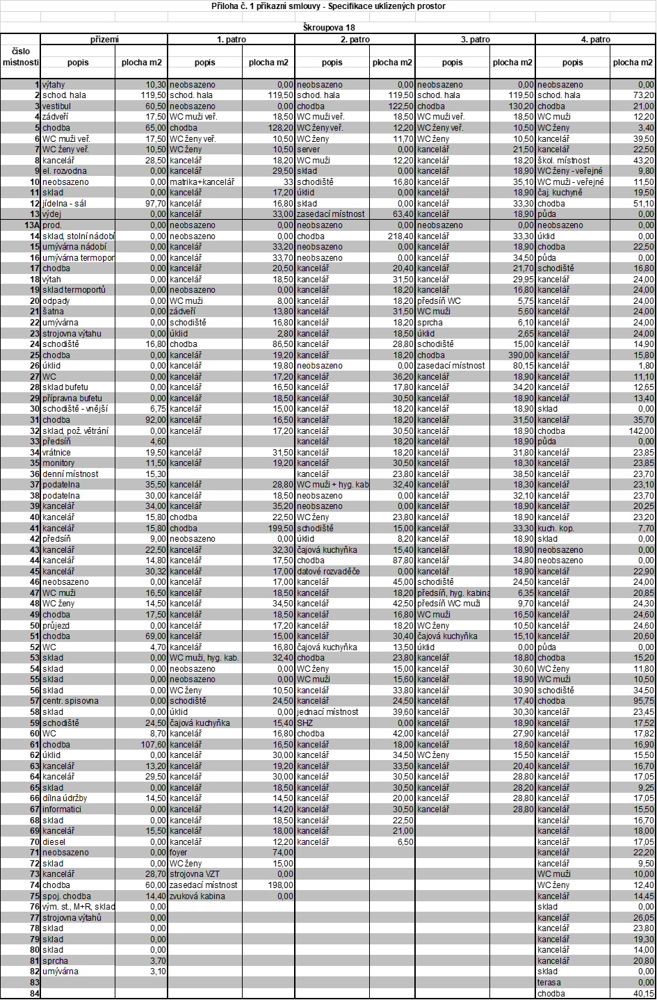 Příloha č. 1 příkazní smlouvy - Specifikace uklízených prostor
Škroupova 18
přízemí 1. patro 2. patro 3. patro 4. patro
číslo
místnosti popis plocha m2 popis plocha m2 popis plocha m2 popis plocha m2 popis plocha m2
1 výtahy 10,30 neobsazeno 0,00 neobsazeno 0,00 neobsazeno 0,00 neobsazeno 0,00
2 schod. hala 119,50 schod. hala 119,50 schod. hala 119,50 schod. hala 119,50 schod. hala 73,20
3 vestibul 60,50 neobsazeno 0,00 chodba 122,50 chodba 130,20 chodba 21,00
4 zádveří 17,50 WC muži veř. 18,50 WC muži veř. 18,50 WC muži veř. 18,50 WC muži 12,20
5 chodba 65,00 chodba 128,20 WC ženy veř. 12,20 WC ženy veř. 10,50 WC ženy 3,40
6 WC muži veř. 17,50 WC ženy veř. 10,50 WC ženy 11,70 WC ženy 10,50 kancelář 39,50
7 WC ženy veř. 10,50 WC ženy 10,50 server 0,00 kancelář 21,50 kancelář 22,50
8 kancelář 28,50 kancelář 18,20 WC muži 12,20 kancelář 18,20 škol. místnost 43,20
9 el. rozvodna 0,00 kancelář 29,50 sklad 0,00 kancelář 18,90 WC ženy - veřejné 9,80
10 neobsazeno 0,00 matrika+kancelář 33 schodiště 16,80 kancelář 35,10 WC muži - veřejné 11,50
11 sklad 0,00 kancelář 17,20 úklid 0,00 kancelář 18,90 čaj. kuchyně 19,50
12 jídelna - sál 97,70 kancelář 16,80 sklad 0,00 kancelář 33,30 chodba 51,10
13 výdej 0,00 kancelář 33,00 zasedací místnost 63,40 kancelář 18,90 půda 0,00
13A prod. 0,00 neobsazeno 0,00 neobsazeno 0,00 neobsazeno 0,00 neobsazeno 0,00
14 sklad, stolní nádobí 0,00 neobsazeno 0,00 chodba 218,40 kancelář 33,30 úklid 0,00
15 umývárna nádobí 0,00 kancelář 33,20 neobsazeno 0,00 kancelář 18,90 chodba 22,50
16 umývárna termopor 0,00 kancelář 33,70 neobsazeno 0,00 kancelář 34,50 půda 0,00
17 chodba 0,00 kancelář 20,50 kancelář 20,40 kancelář 21,70 schodiště 16,80
18 výtah 0,00 kancelář 18,50 kancelář 31,50 kancelář 29,95 kancelář 24,00
19 sklad termoportů 0,00 neobsazeno 0,00 kancelář 18,20 kancelář 16,80 kancelář 24,00
20 odpady 0,00 WC muži 8,00 kancelář 18,20 předsíň WC 5,75 kancelář 24,00
21 šatna 0,00 zádveří 13,80 kancelář 31,50 WC muži 5,60 kancelář 24,00
22 umývárna 0,00 schodiště 16,80 kancelář 18,20 sprcha 6,10 kancelář 24,00
23 strojovna výtahu 0,00 úklid 2,80 kancelář 18,50 úklid 2,65 kancelář 24,00
24 schodiště 16,80 chodba 86,50 kancelář 28,80 schodiště 15,00 kancelář 14,90
25 chodba 0,00 kancelář 19,20 kancelář 18,20 chodba 390,00 kancelář 15,80
26 úklid 0,00 kancelář 19,80 neobsazeno 0,00 zasedací místnost 80,15 kancelář 1,80
27 WC 0,00 kancelář 17,20 kancelář 36,20 kancelář 18,90 kancelář 11,10
28 sklad bufetu 0,00 kancelář 16,50 kancelář 17,80 kancelář 34,20 kancelář 12,65
29 přípravna bufetu 0,00 kancelář 18,50 kancelář 30,50 kancelář 18,90 kancelář 13,40
30 schodiště - vnější 6,75 kancelář 15,00 kancelář 18,20 kancelář 18,90 sklad 0,00
31 chodba 92,00 kancelář 16,50 kancelář 18,20 kancelář 31,50 kancelář 35,70
32 sklad, pož. větrání 0,00 kancelář 17,20 kancelář 30,50 kancelář 18,90 chodba 142,00
33 předsíň 4,60 kancelář 18,20 kancelář 18,90 půda 0,00
34 vrátnice 19,50 kancelář 31,50 kancelář 18,20 kancelář 31,80 kancelář 23,85
35 monitory 11,50 kancelář 19,20 kancelář 30,50 kancelář 18,30 kancelář 23,85
36 denní místnost 15,30 kancelář 23,80 kancelář 38,50 kancelář 23,70
37 podatelna 35,50 kancelář 28,80 WC muži + hyg. kab 32,40 kancelář 18,30 kancelář 23,10
38 podatelna 30,00 kancelář 18,50 neobsazeno 0,00 kancelář 32,10 kancelář 23,70
39 kancelář 34,00 kancelář 35,20 neobsazeno 0,00 kancelář 18,90 kancelář 20,25
40 kancelář 15,80 chodba 22,50 WC ženy 23,80 kancelář 18,90 kancelář 23,20
41 kancelář 15,80 chodba 199,50 schodiště 15,00 kancelář 33,30 kuch. kop. 7,70
42 předsíň 9,00 neobsazeno 0,00 úklid 8,20 kancelář 18,90 sklad 0,00
43 kancelář 22,50 kancelář 32,30 čajová kuchyňka 15,40 kancelář 18,90 neobsazeno 0,00
44 kancelář 14,80 kancelář 17,50 chodba 87,80 kancelář 34,80 neobsazeno 0,00
45 kancelář 30,32 kancelář 17,00 datové rozvaděče 0,00 kancelář 18,90 kancelář 22,90
46 neobsazeno 0,00 kancelář 17,00 kancelář 45,00 schodiště 24,50 kancelář 24,00
47 WC muži 16,50 kancelář 18,50 kancelář 18,20 předsíň, hyg. kabina 6,35 kancelář 20,85
48 WC ženy 14,50 kancelář 34,50 kancelář 42,50 předsíň WC muži 9,70 kancelář 24,30
49 chodba 17,50 kancelář 18,50 kancelář 16,80 WC muži 16,50 kancelář 24,60
50 průjezd 0,00 kancelář 17,20 kancelář 18,20 WC ženy 10,50 kancelář 24,60
51 chodba 69,00 kancelář 15,00 kancelář 30,40 čajová kuchyňka 15,10 kancelář 20,60
52 WC 4,70 kancelář 16,80 čajová kuchyňka 13,50 úklid 0,00 půda 0,00
53 sklad 0,00 WC muži, hyg. kab. 32,40 chodba 23,80 kancelář 18,80 chodba 15,20
54 sklad 0,00 neobsazeno 0,00 WC ženy 15,00 kancelář 30,60 WC ženy 11,80
55 sklad 0,00 neobsazeno 0,00 WC muži 15,60 kancelář 18,90 WC muži 10,50
56 sklad 0,00 WC ženy 10,50 kancelář 33,80 kancelář 30,90 schodiště 34,50
57 centr. spisovna 0,00 schodiště 24,50 kancelář 24,50 kancelář 17,40 chodba 95,75
58 sklad 0,00 úklid 0,00 jednací místnost 39,60 kancelář 30,30 kancelář 23,45
59 schodiště 24,50 čajová kuchyňka 15,40 SHZ 0,00 kancelář 18,90 kancelář 17,52
60 WC 8,70 kancelář 16,80 chodba 42,00 kancelář 27,90 kancelář 17,82
61 chodba 107,60 kancelář 16,50 kancelář 18,00 kancelář 18,60 kancelář 16,90
62 úklid 0,00 kancelář 30,00 kancelář 34,50 WC ženy 15,50 kancelář 15,50
63 kancelář 13,20 kancelář 19,20 kancelář 33,50 kancelář 20,40 kancelář 16,70
64 kancelář 29,50 kancelář 30,00 kancelář 30,50 kancelář 28,80 kancelář 17,05
65 sklad 0,00 kancelář 18,50 kancelář 30,50 kancelář 28,20 kancelář 9,25
66 dílna údržby 14,50 kancelář 14,50 kancelář 20,00 kancelář 28,80 kancelář 17,05
67 informatici 0,00 kancelář 14,20 kancelář 30,50 kancelář 28,80 kancelář 15,50
68 sklad 0,00 kancelář 18,50 kancelář 22,50 kancelář 16,70
69 kancelář 15,50 kancelář 18,00 kancelář 21,00 kancelář 18,00
70 diesel 0,00 kancelář 12,20 kancelář 6,50 kancelář 17,05
71 neobsazeno 0,00 foyer 74,00 kancelář 22,20
72 sklad 0,00 WC ženy 15,00 kancelář 9,50
73 kancelář 28,70 strojovna VZT 0,00 WC muži 10,00
74 chodba 60,00 zasedací místnost 198,00 WC ženy 12,40
75 spoj. chodba 14,40 zvuková kabina 0,00 kancelář 14,45
76 vým. st., M+R, sklad 0,00 sklad 0,00
77 strojovna výtahů 0,00 kancelář 26,05
78 sklad 0,00 kancelář 23,80
79 sklad 0,00 kancelář 19,30
80 sklad 0,00 kancelář 14,00
81 sprcha 3,70 kancelář 20,80
82 umývárna 3,10 sklad 0,00
83 terasa 0,00
84 chodba 40,15